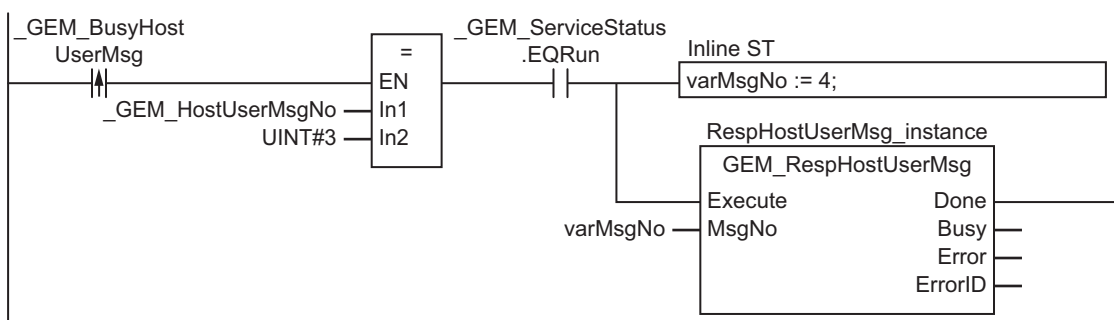 _GEM_BusyHost
UserMsg
=
EN
_GEM_HostUserMsgNo
In1
UINT#3
In2
_GEM_ServiceStatus
.EQRun
Inline ST
varMsgNo := 4;
RespHostUserMsg_instance
GEM_RespHostUserMsg
Execute
Done
varMsgNo
MsgNo
Busy
Error
ErrorID